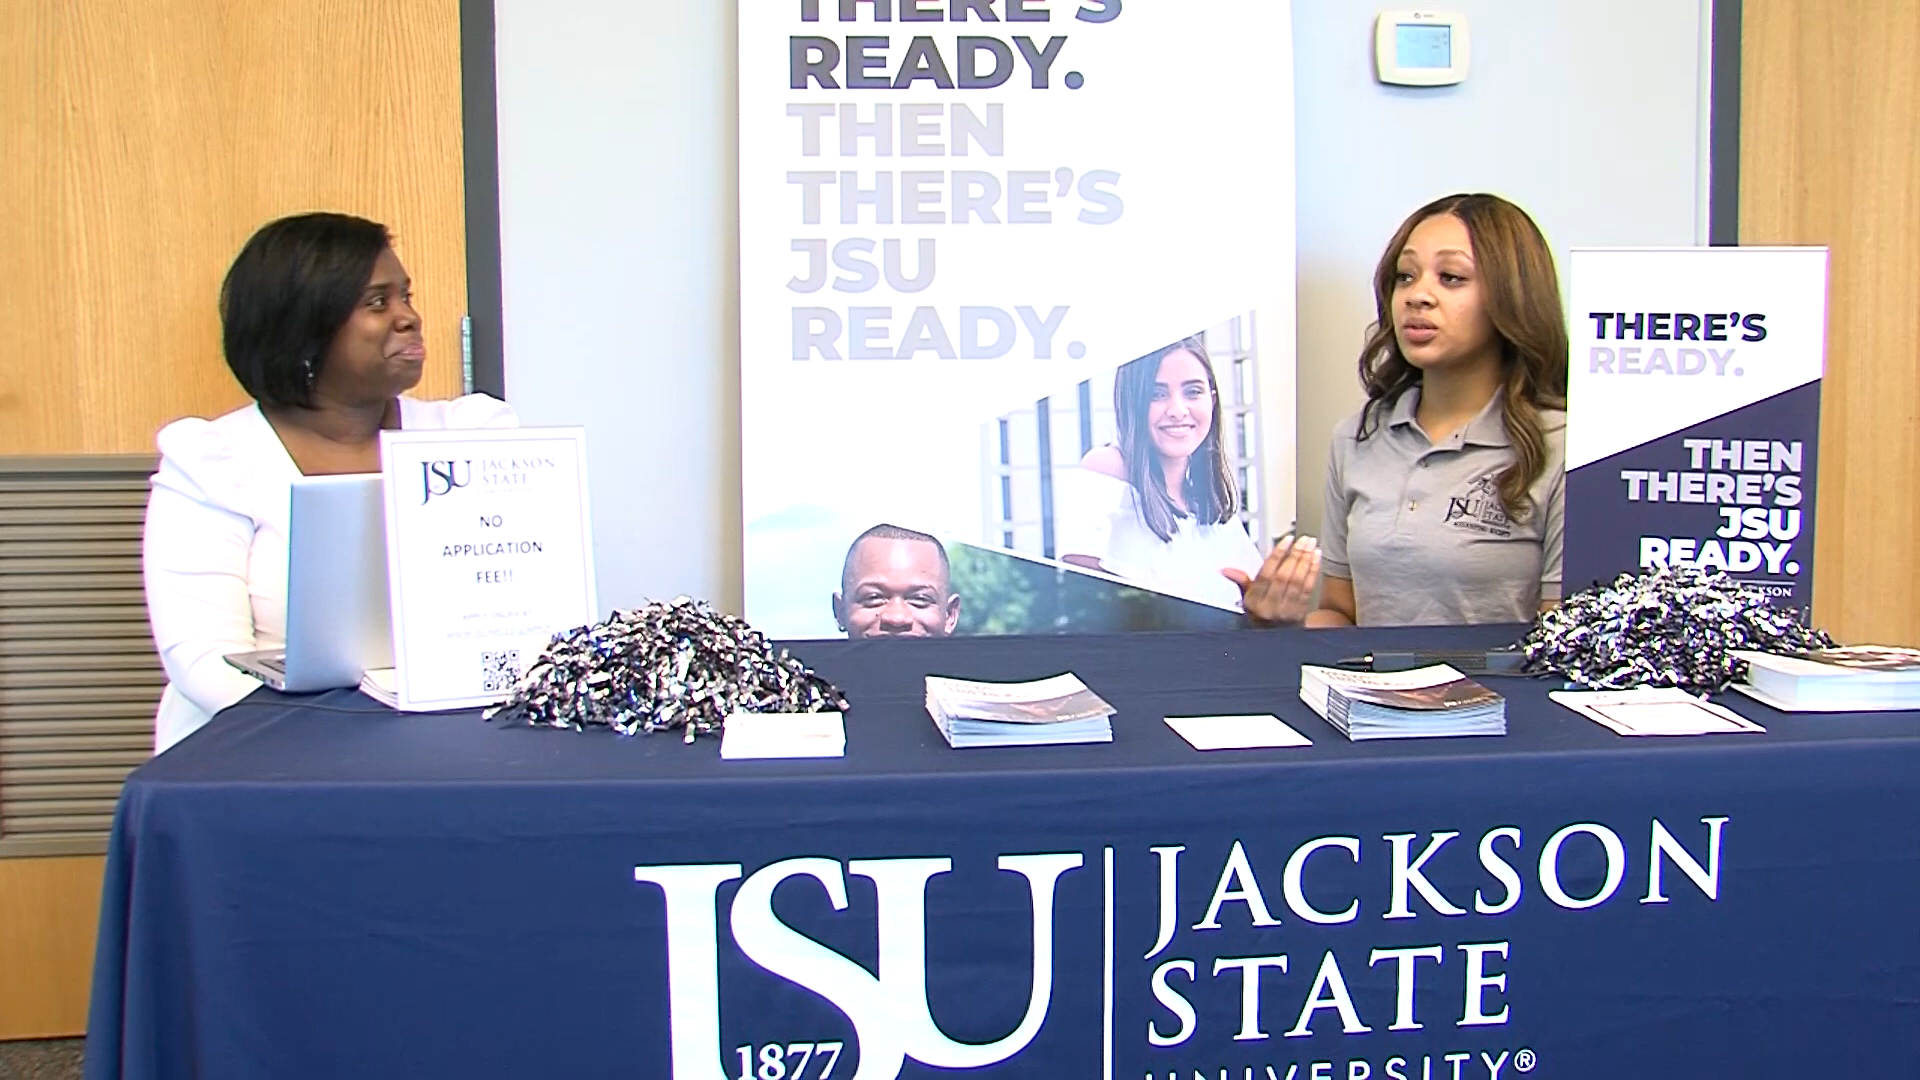 THERE'S
READY.
THEN
THERE'S
JSU
READY.
THERE'S
READY.
THEN
THERE'S
JSU
READY.
JSU JACKSON
STATE
NO
APPLICATION
FEE!!
JSU
JSU JACKSON
STATE
UNIVERSITY®
1877